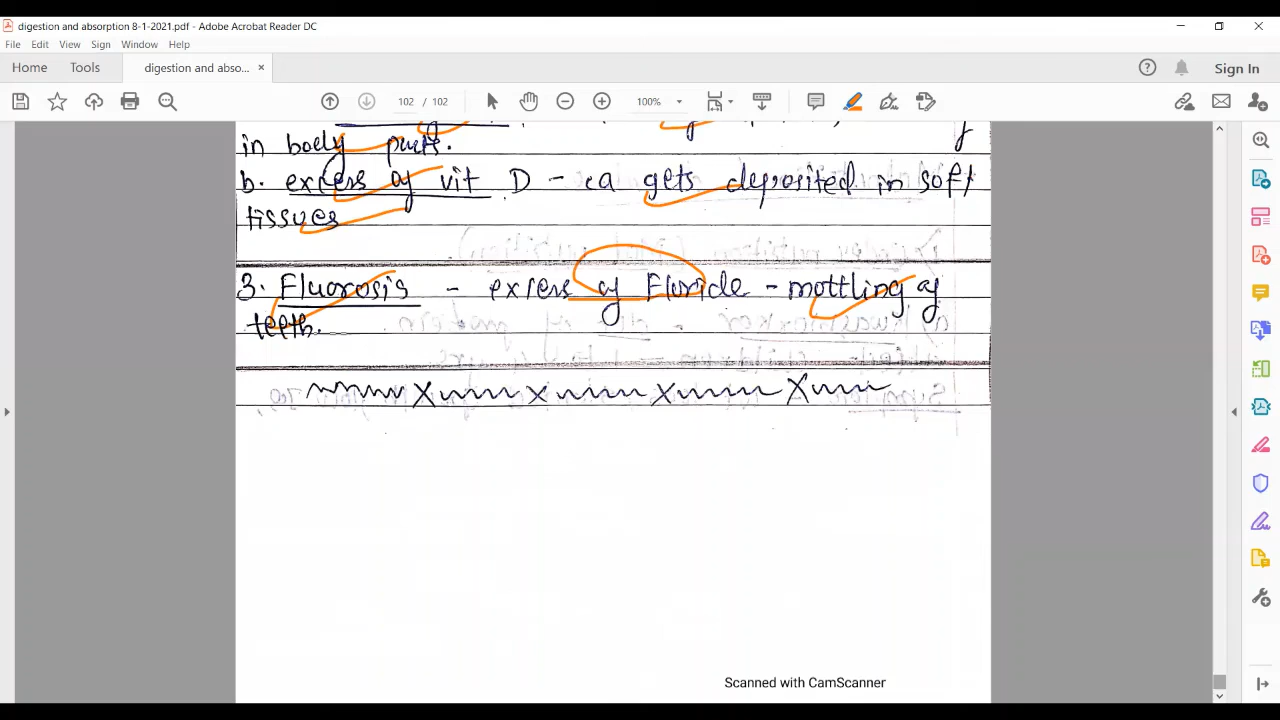 digestion and absorption 8-1-2021.pdf - Adobe Acrobat Reader DC
File Edit View Sign Window Help
Home Tools digestion and abso... ×
102 / 102 100% Sign In
in body parts.
b. excess of vit D - ca gets deposited in soft
tissues
3. Fluorosis - excess of Floride - mottling of
teeth.
Scanned with CamScanner